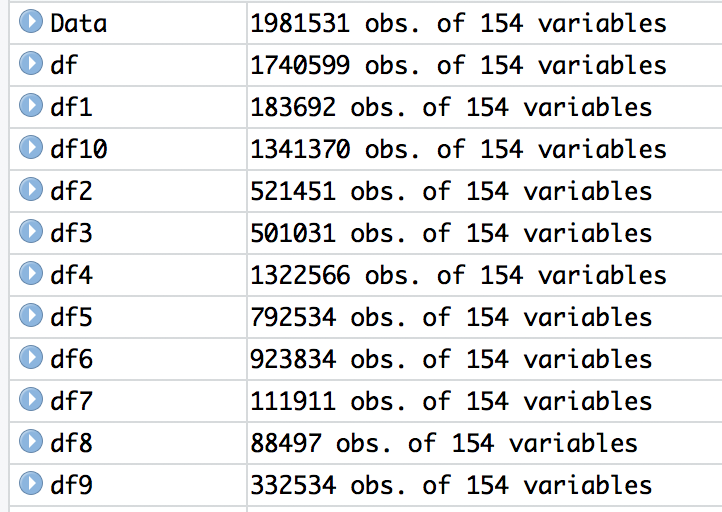 Data 1981531 obs. of 154 variables
df 1740599 obs. of 154 variables
df1 183692 obs. of 154 variables
df10 1341370 obs. of 154 variables
df2 521451 obs. of 154 variables
df3 501031 obs. of 154 variables
df4 1322566 obs. of 154 variables
df5 792534 obs. of 154 variables
df6 923834 obs. of 154 variables
df7 111911 obs. of 154 variables
df8 88497 obs. of 154 variables
df9 332534 obs. of 154 variables